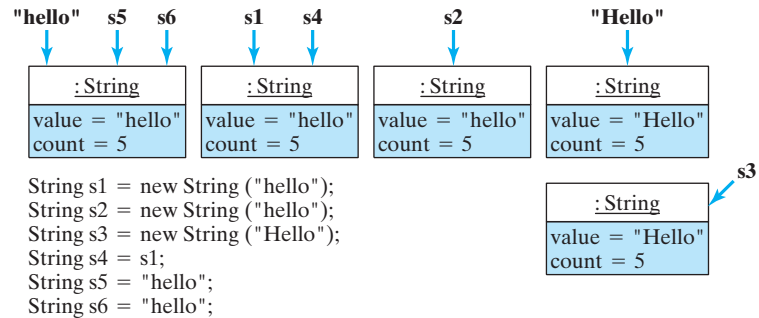 "hello" s5 s6 s1 s4 s2 "Hello"
: String : String : String : String
value = "hello" value = "hello" value = "hello" value = "Hello"
count = 5 count = 5 count = 5 count = 5
s3
String s1 = new String ("hello");
String s2 = new String ("hello");
String s3 = new String ("Hello");
String s4 = s1;
String s5 = "hello";
String s6 = "hello";
: String
value = "Hello"
count = 5